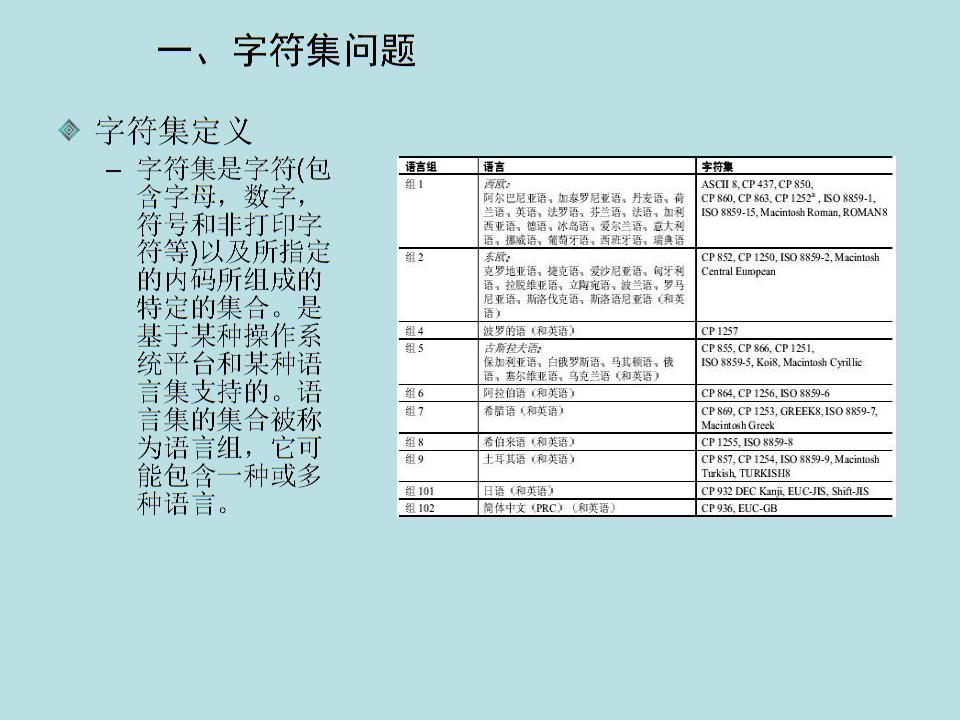 一、字符集问题
字符集定义
– 字符集是字符(包
含字母，数字，
符号和非打印字
符等)以及所指定
的内码所组成的
特定的集合。是
基于某种操作系
统平台和某种语
言集支持的。语
言集的集合被称
为语言组，它可
能包含一种或多
种语言。
语言组 语言 字符集
组 1 西欧： ASCII 8, CP 437, CP 850,
阿尔巴尼亚语、加泰罗尼亚语、丹麦语、荷 CP 860, CP 863, CP 1252ª , ISO 8859-1,
兰语、英语、法罗语、芬兰语、法语、加利 ISO 8859-15, Macintosh Roman, ROMAN8
西亚语、德语、冰岛语、爱尔兰语、意大利
语、挪威语、葡萄牙语、西班牙语、瑞典语
组 2 东欧： CP 852, CP 1250, ISO 8859-2, Macintosh
克罗地亚语、捷克语、爱沙尼亚语、匈牙利 Central European
语、拉脱维亚语、立陶宛语、波兰语、罗马
尼亚语、斯洛伐克语、斯洛语尼亚语（和英
语）
组 4 波罗的语（和英语） CP 1257
组 5 古斯拉夫语： CP 855, CP 866, CP 1251,
保加利亚语、白俄罗斯语、马其顿语、俄 ISO 8859-5, Koi8, Macintosh Cyrillic
语、塞尔维亚语、乌克兰语（和英语）
组 6 阿拉伯语（和英语） CP 864, CP 1256, ISO 8859-6
组 7 希腊语（和英语） CP 869, CP 1253, GREEK8, ISO 8859-7,
Macintosh Greek
组 8 希伯来语（和英语） CP 1255, ISO 8859-8
组 9 土耳其语（和英语） CP 857, CP 1254, ISO 8859-9, Macintosh
Turkish, TURKISH8
组 101 日语（和英语） CP 932 DEC Kanji, EUC-JIS, Shift-JIS
组 102 简体中文（PRC）（和英语） CP 936, EUC-GB